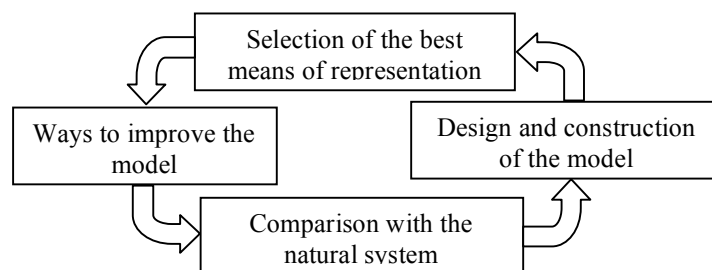 Selection of the best
means of representation
Ways to improve the
model
Design and construction
of the model
Comparison with the
natural system